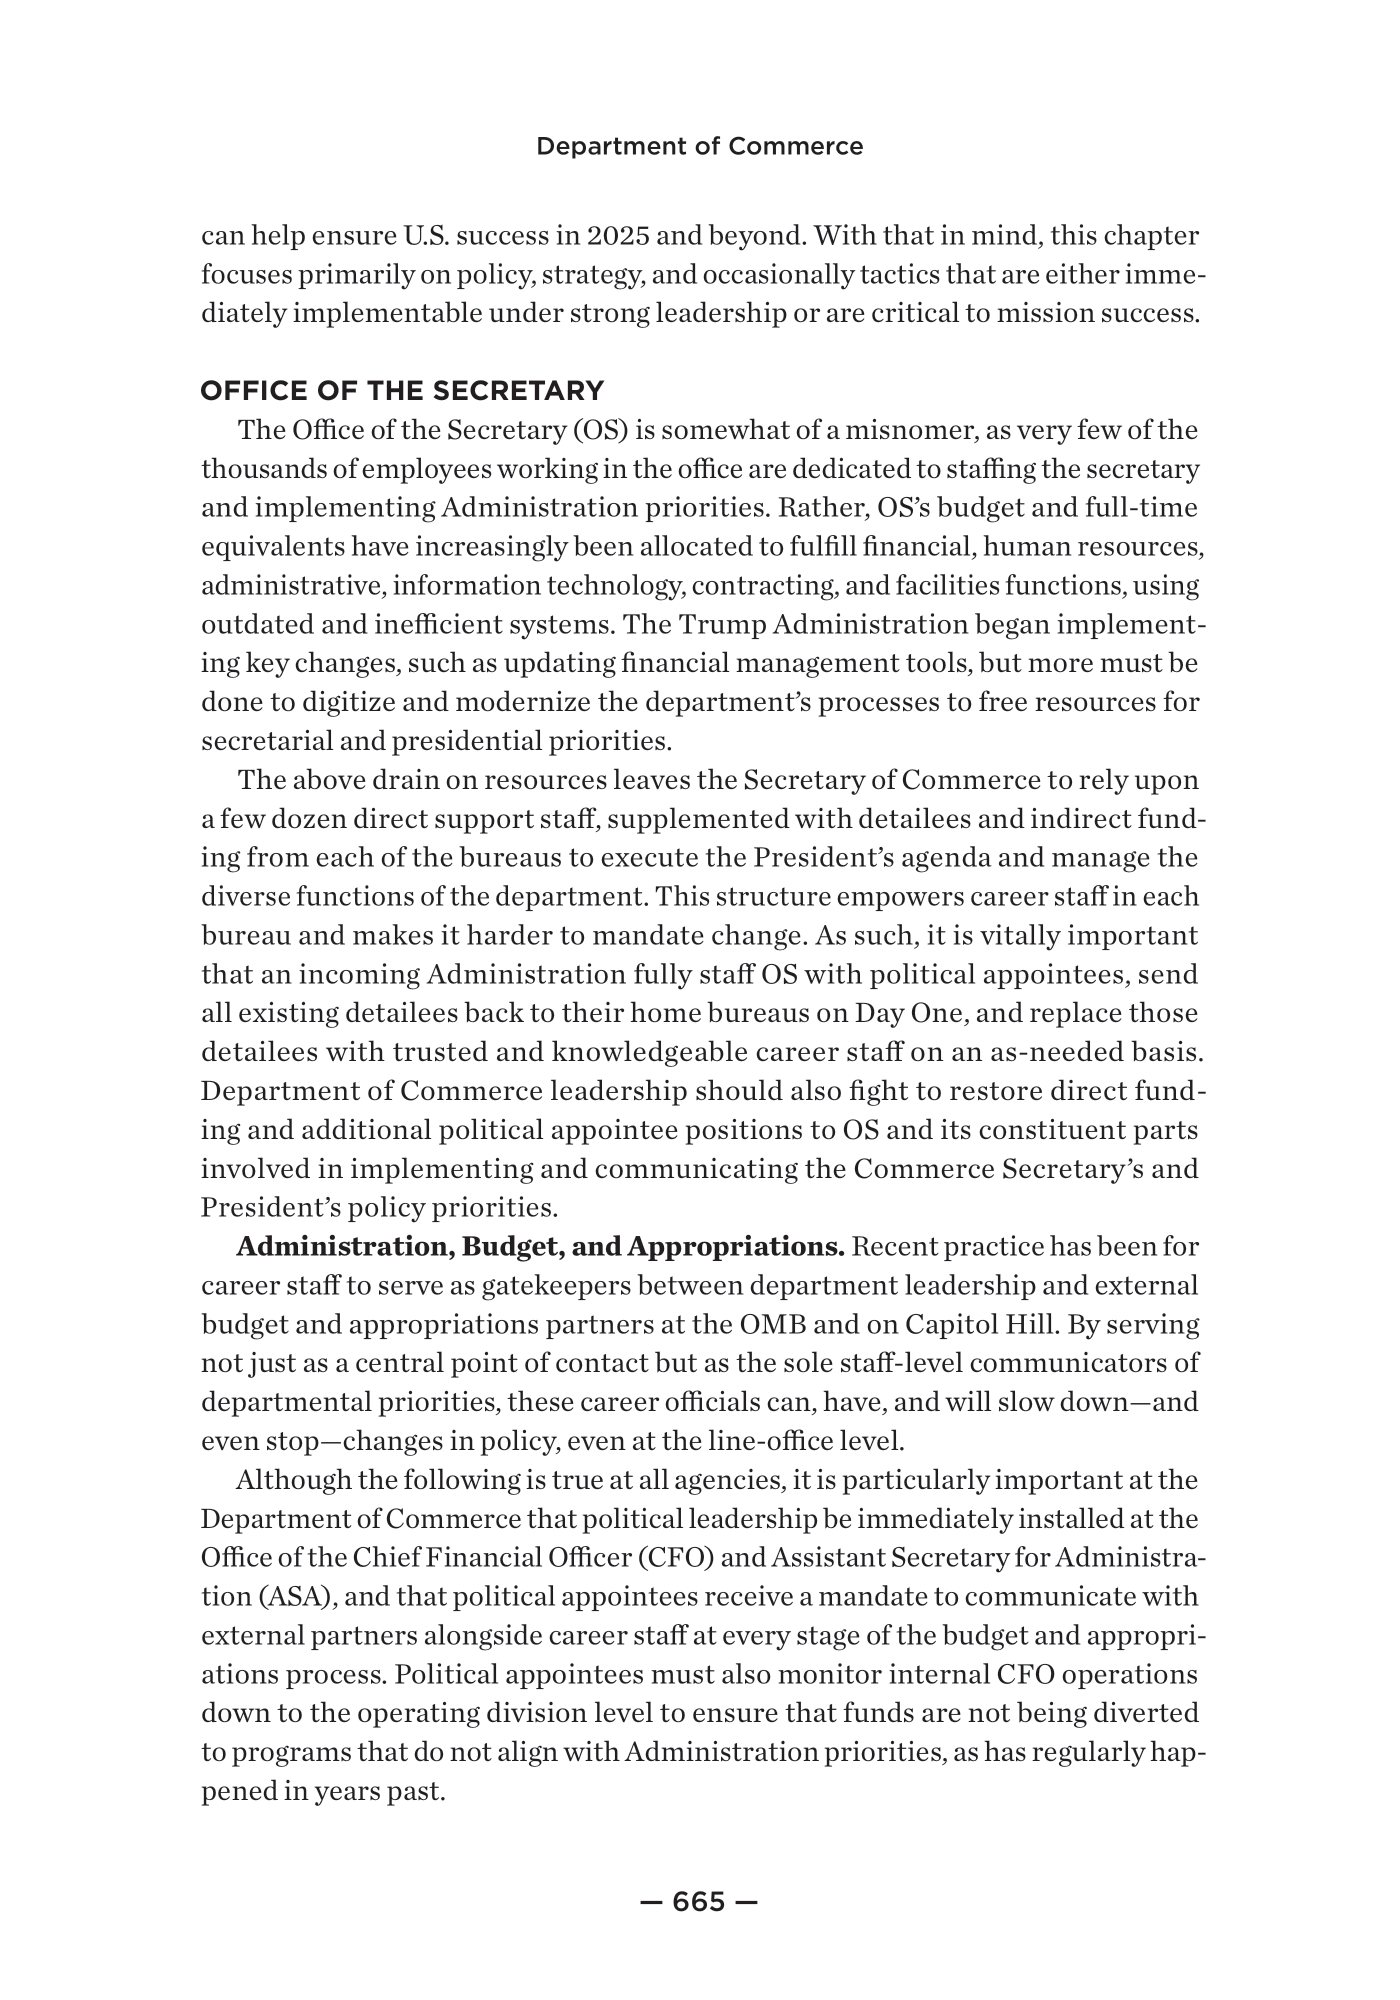 Department of Commerce
can help ensure U.S. success in 2025 and beyond. With that in mind, this chapter
focuses primarily on policy, strategy, and occasionally tactics that are either imme-
diately implementable under strong leadership or are critical to mission success.
OFFICE OF THE SECRETARY
The Office of the Secretary (OS) is somewhat of a misnomer, as very few of the
thousands of employees working in the office are dedicated to staffing the secretary
and implementing Administration priorities. Rather, OS’s budget and full-time
equivalents have increasingly been allocated to fulfill financial, human resources,
administrative, information technology, contracting, and facilities functions, using
outdated and inefficient systems. The Trump Administration began implement-
ing key changes, such as updating financial management tools, but more must be
done to digitize and modernize the department’s processes to free resources for
secretarial and presidential priorities.
The above drain on resources leaves the Secretary of Commerce to rely upon
a few dozen direct support staff, supplemented with detailees and indirect fund-
ing from each of the bureaus to execute the President’s agenda and manage the
diverse functions of the department. This structure empowers career staff in each
bureau and makes it harder to mandate change. As such, it is vitally important
that an incoming Administration fully staff OS with political appointees, send
all existing detailees back to their home bureaus on Day One, and replace those
detailees with trusted and knowledgeable career staff on an as-needed basis.
Department of Commerce leadership should also fight to restore direct fund-
ing and additional political appointee positions to OS and its constituent parts
involved in implementing and communicating the Commerce Secretary’s and
President’s policy priorities.
Administration, Budget, and Appropriations. Recent practice has been for
career staff to serve as gatekeepers between department leadership and external
budget and appropriations partners at the OMB and on Capitol Hill. By serving
not just as a central point of contact but as the sole staff-level communicators of
departmental priorities, these career officials can, have, and will slow down—and
even stop—changes in policy, even at the line-office level.
Although the following is true at all agencies, it is particularly important at the
Department of Commerce that political leadership be immediately installed at the
Office of the Chief Financial Officer (CFO) and Assistant Secretary for Administra-
tion (ASA), and that political appointees receive a mandate to communicate with
external partners alongside career staff at every stage of the budget and appropri-
ations process. Political appointees must also monitor internal CFO operations
down to the operating division level to ensure that funds are not being diverted
to programs that do not align with Administration priorities, as has regularly hap-
pened in years past.
— 665 —